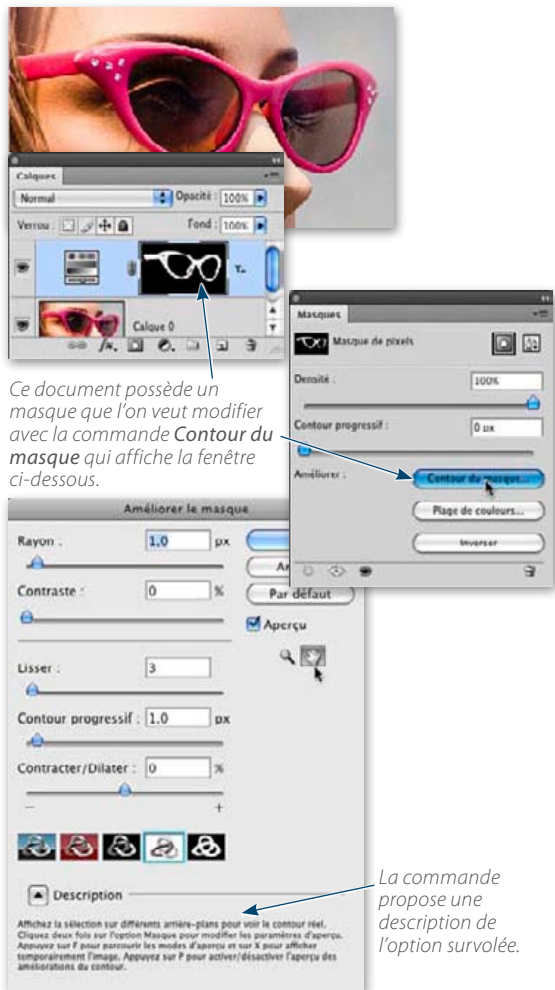 Calques
Normal
Opacité : 100%
Verrou :
Fond : 100%
T...
Calque 0
fx.
Masques
Masque de pixels
Densité :
100%
Contour progressif :
0 px
Améliorer :
Contour du masque...
Plage de couleurs...
Inverser
Ce document possède un
masque que l’on veut modifier
avec la commande Contour du
masque qui affiche la fenêtre
ci-dessous.
Améliorer le masque
Rayon :
1.0
px
Contraste :
0
%
Par défaut
Aperçu
Lisser :
3
Contour progressif :
1.0
px
Contracter/Dilater :
0
%
−
+
Description
Affichez la sélection sur différents arrière-plans pour voir le contour réel.
Cliquez deux fois sur l'option Masque pour modifier les paramètres d'aperçu.
Appuyez sur F pour parcourir les modes d'aperçu et sur X pour afficher
temporairement l'image. Appuyez sur P pour activer/désactiver l'aperçu des
améliorations du contour.
La commande
propose une
description de
l’option survolée.